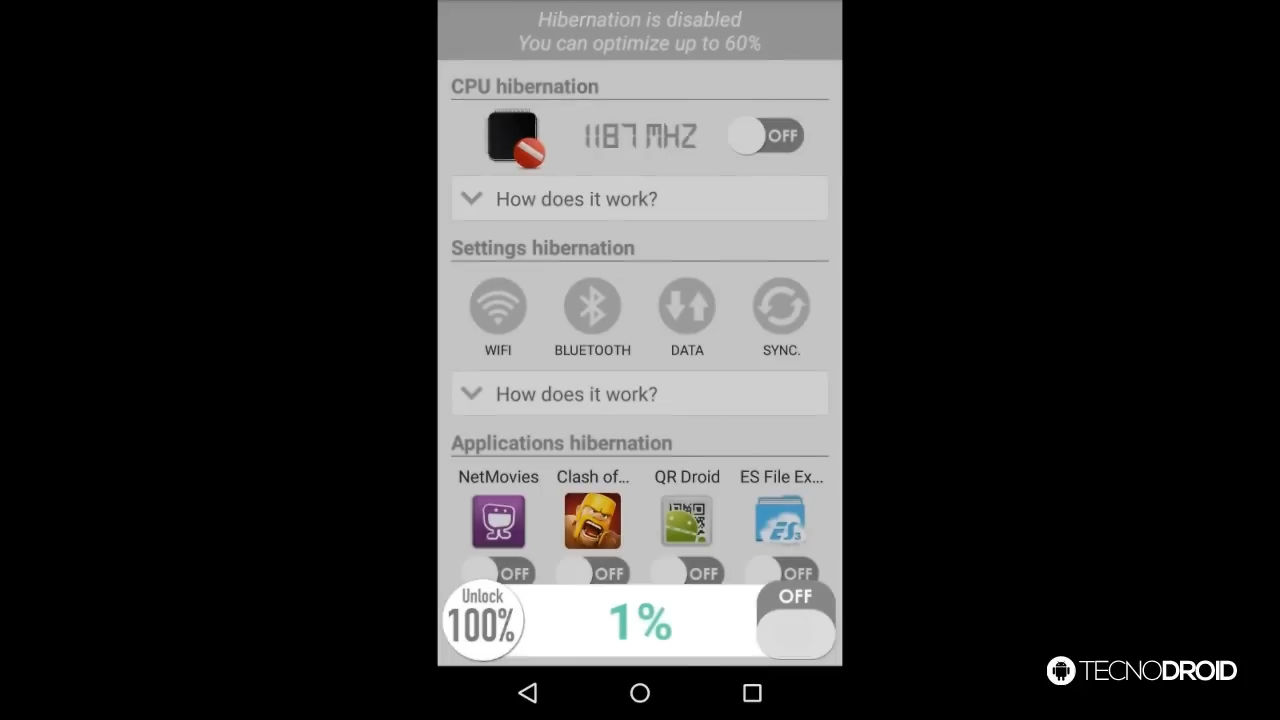 Hibernation is disabled
You can optimize up to 60%
CPU hibernation
1187 MHZ
OFF
How does it work?
Settings hibernation
WIFI
BLUETOOTH
DATA
SYNC.
How does it work?
Applications hibernation
NetMovies
Clash of...
QR Droid
ES File Ex...
ES 3
OFF
OFF
OFF
OFF
Unlock
100%
1%
OFF
TECNODROID